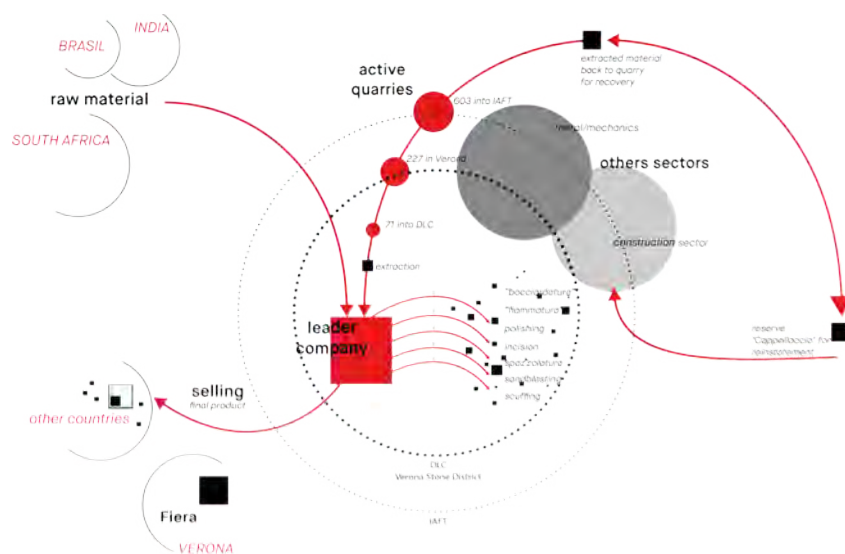 INDIA
BRASIL
raw material
SOUTH AFRICA
active
quarries
603 into IAFT
227 in Verona
71 into DLC
extraction
extracted material
back to quarry
for recovery
metal/mechanics
others sectors
construction sector
"bocciardatura"
"fiammatura"
polishing
incision
spazzolatura
sandblasting
scuffing
leader
company
reserve
"Cappellaccio" for
reinstatement
selling
final product
other countries
Fiera
VERONA
DLC
Verona Stone District
IAFT